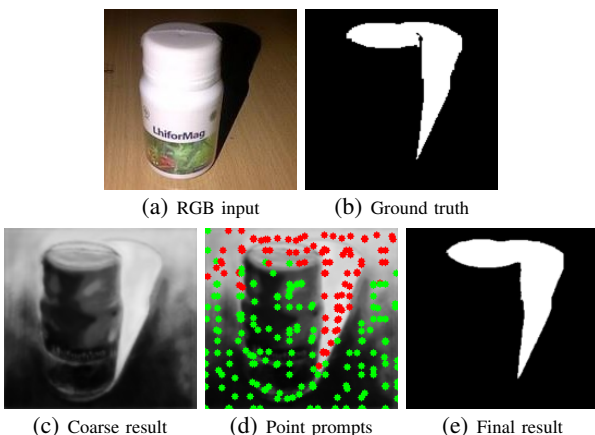 LhiforMag
(a) RGB input
(b) Ground truth
(c) Coarse result
(d) Point prompts
(e) Final result